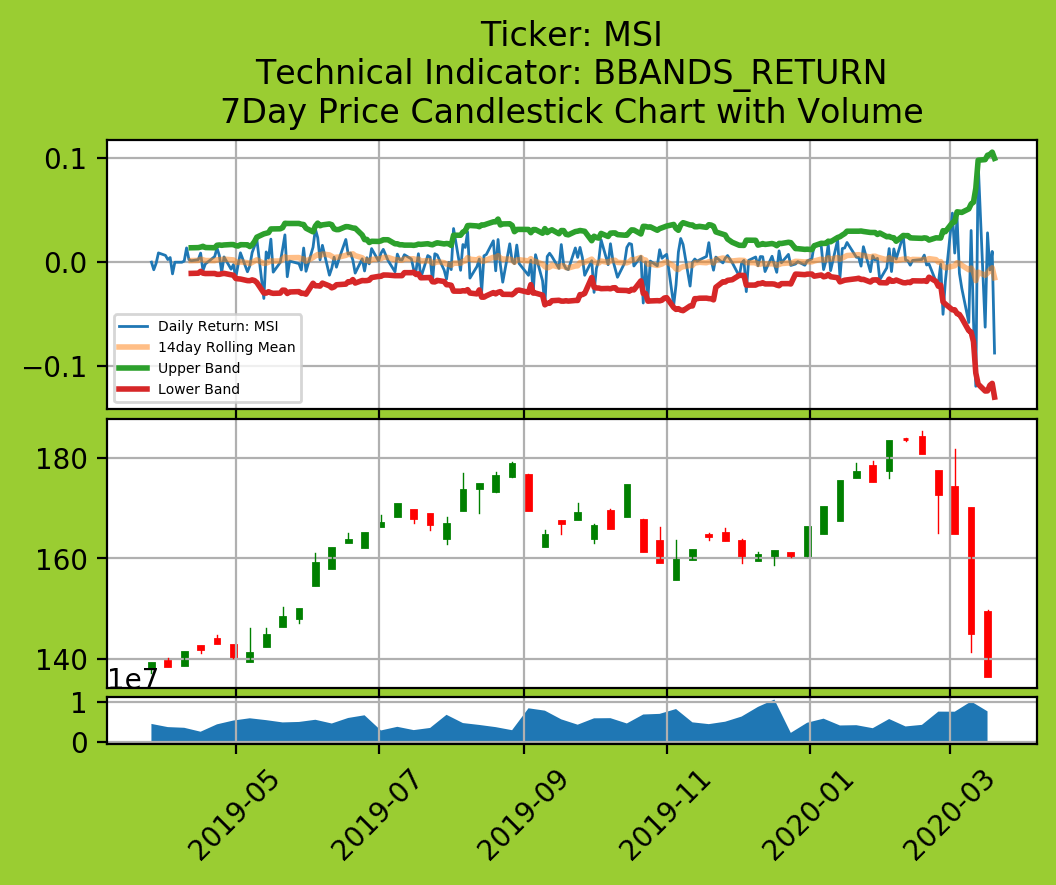 Ticker: MSI
Technical Indicator: BBANDS_RETURN
7Day Price Candlestick Chart with Volume
0.1
0.0
−0.1
Daily Return: MSI
14day Rolling Mean
Upper Band
Lower Band
180
160
140
1e7
1
0
2019-05
2019-07
2019-09
2019-11
2020-01
2020-03